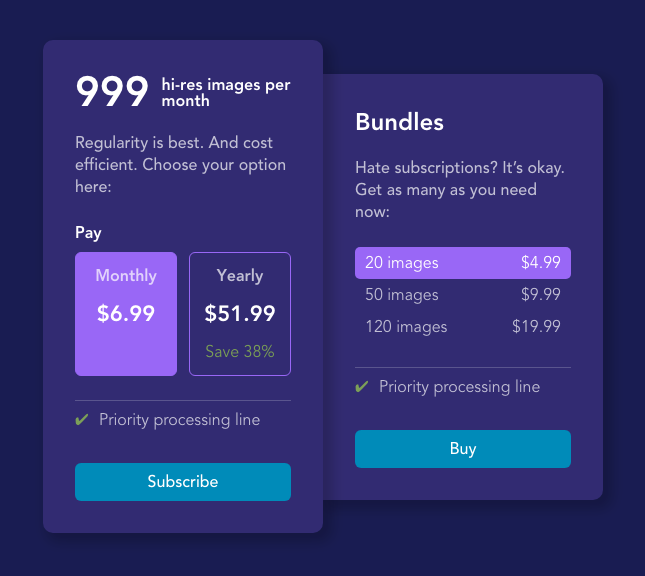 999 hi-res images per
month
Regularity is best. And cost
efficient. Choose your option
here:
Pay
Monthly
$6.99
Yearly
$51.99
Save 38%
✔ Priority processing line
Subscribe
Bundles
Hate subscriptions? It’s okay.
Get as many as you need
now:
20 images $4.99
50 images $9.99
120 images $19.99
✔ Priority processing line
Buy